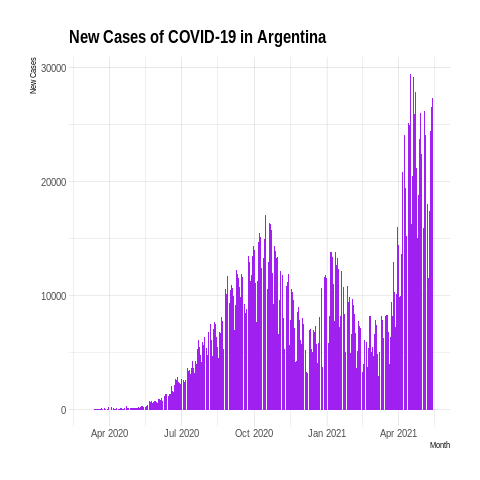 New Cases of COVID-19 in Argentina
New Cases
30000
20000
10000
0
Apr 2020 Jul 2020 Oct 2020 Jan 2021 Apr 2021
Month